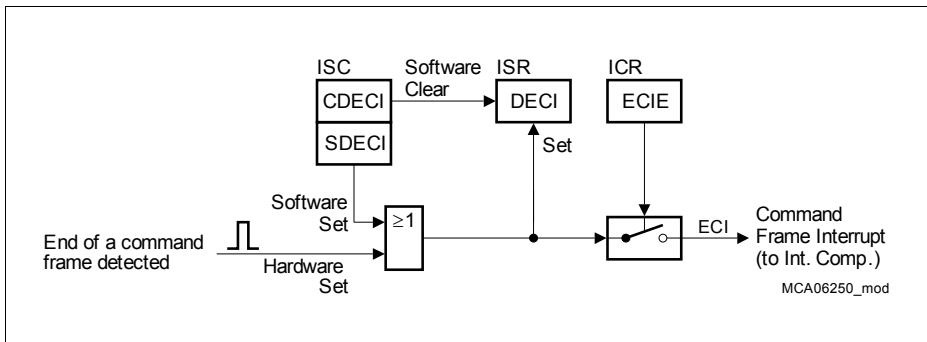 ISC
Software
Clear
ISR
ICR
CDECI
DECI
ECIE
SDECI
Set
Software
Set
≥1
End of a command
frame detected
Hardware
Set
ECI
Command
Frame Interrupt
(to Int. Comp.)
MCA06250_mod